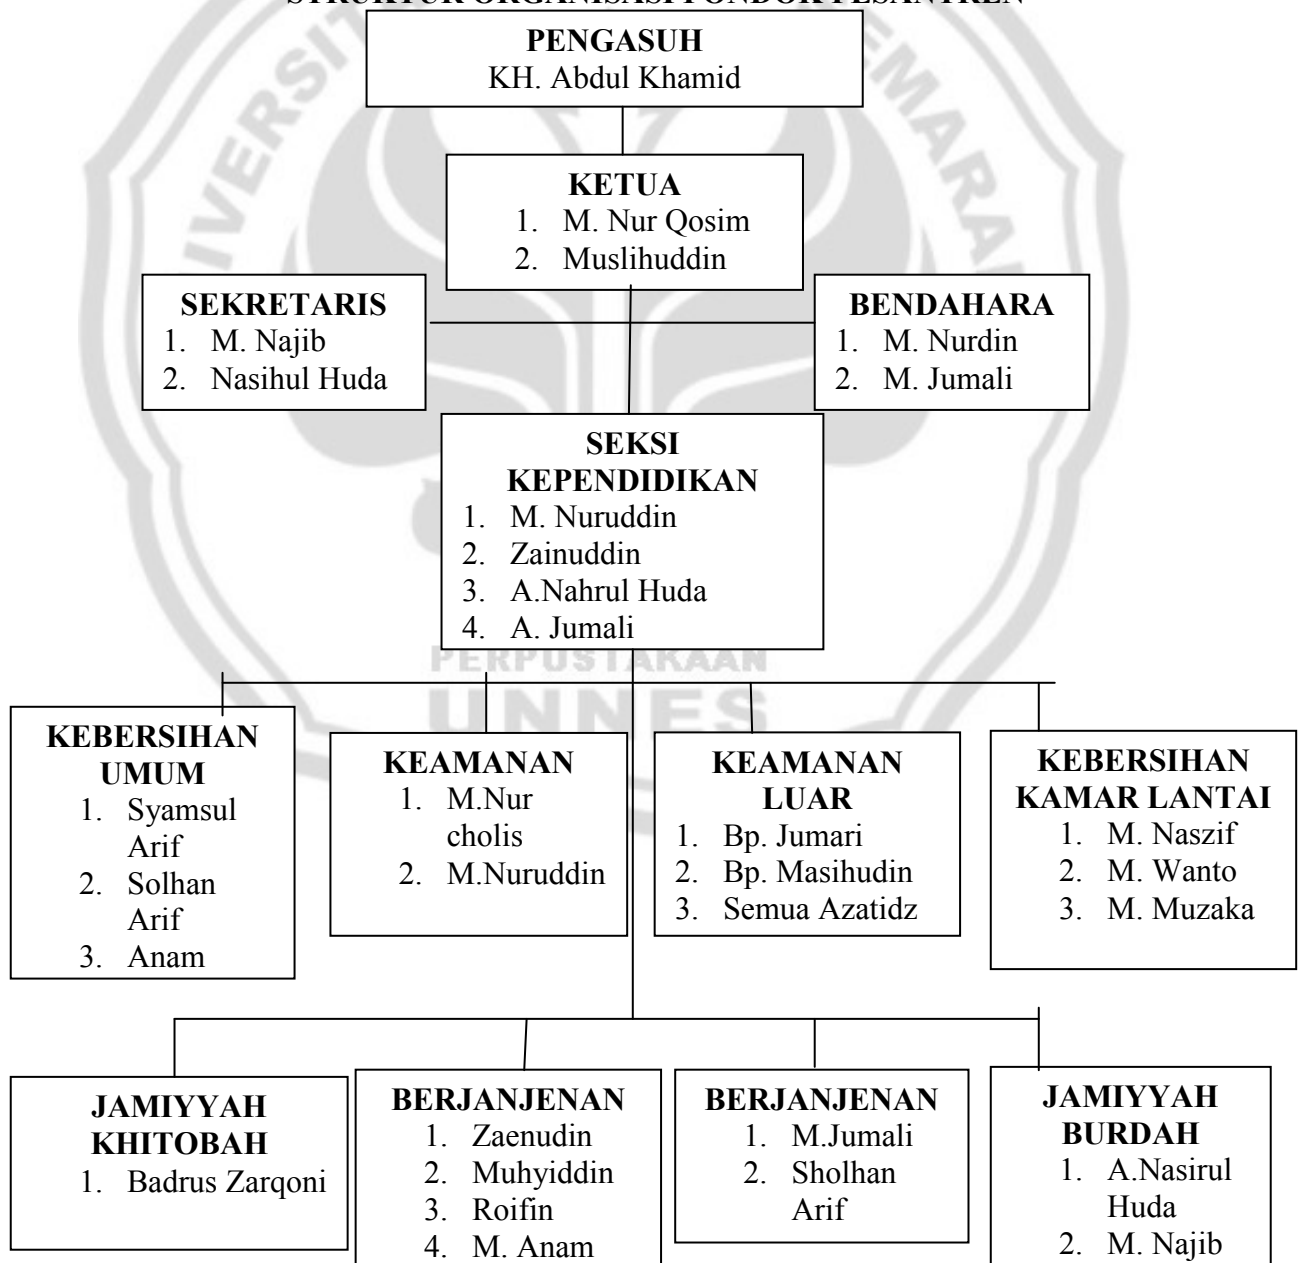 STRUKTUR ORGANISASI PONDOK PESANTREN
PENGASUH
KH. Abdul Khamid
KETUA
1. M. Nur Qosim
2. Muslihuddin
SEKRETARIS
1. M. Najib
2. Nasihul Huda
BENDAHARA
1. M. Nurdin
2. M. Jumali
SEKSI
KEPENDIDIKAN
1. M. Nuruddin
2. Zainuddin
3. A.Nahrul Huda
4. A. Jumali
PERPUSTAKAAN
UNNES
KEBERSIHAN
UMUM
1. Syamsul
Arif
2. Solhan
Arif
3. Anam
KEAMANAN
1. M.Nur
cholis
2. M.Nuruddin
KEAMANAN
LUAR
1. Bp. Jumari
2. Bp. Masihudin
3. Semua Azatidz
KEBERSIHAN
KAMAR LANTAI
1. M. Naszif
2. M. Wanto
3. M. Muzaka
JAMIYYAH
KHITOBAH
1. Badrus Zarqoni
BERJANJENAN
1. Zaenudin
2. Muhyiddin
3. Roifin
4. M. Anam
BERJANJENAN
1. M.Jumali
2. Sholhan
Arif
JAMIYYAH
BURDAH
1. A.Nasirul
Huda
2. M. Najib